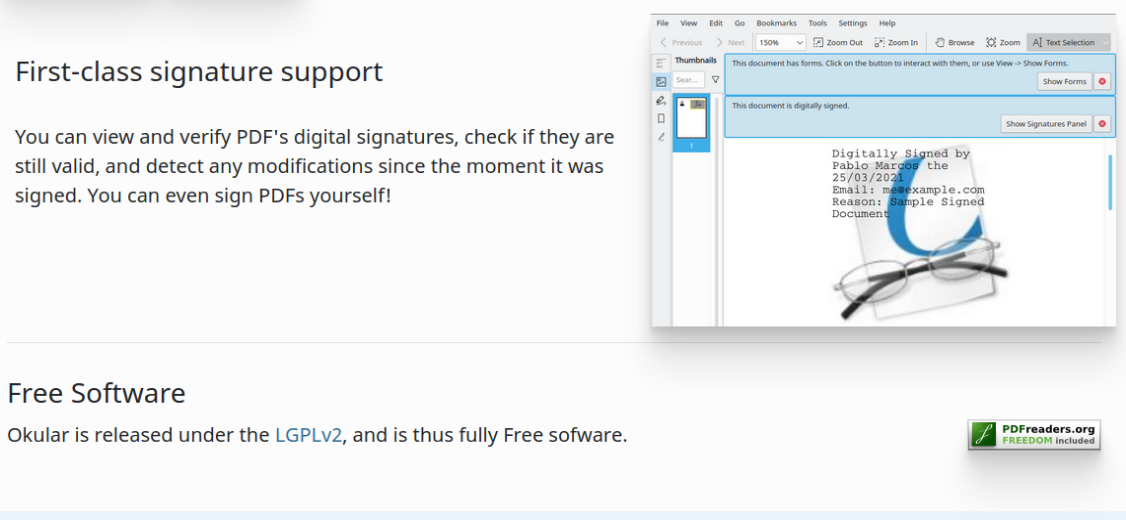 First-class signature support
You can view and verify PDF's digital signatures, check if they are
still valid, and detect any modifications since the moment it was
signed. You can even sign PDFs yourself!
File View Edit Go Bookmarks Tools Settings Help
Previous Next 150% Zoom Out Zoom In Browse Zoom Text Selection
Thumbnails
Sear...
1
This document has forms. Click on the button to interact with them, or use View -> Show Forms.
Show Forms
This document is digitally signed.
Show Signatures Panel
Digitally Signed by
Pablo Marcos the
25/03/2021
Email: me@example.com
Reason: Sample Signed
Document
Free Software
Okular is released under the LGPLv2, and is thus fully Free sofware.
PDFreaders.org
FREEDOM included